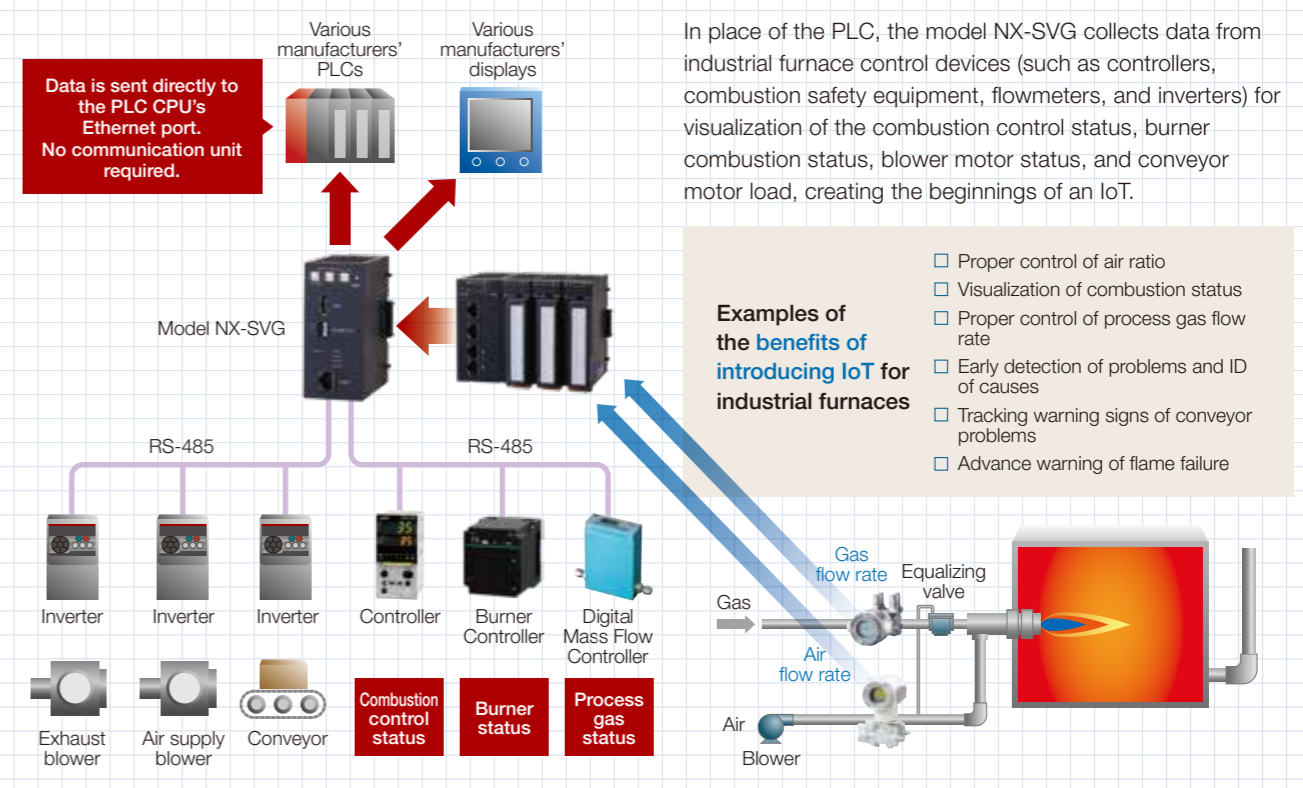 Various
manufacturers'
PLCs
Various
manufacturers'
displays
Data is sent directly to
the PLC CPU's
Ethernet port.
No communication unit
required.
In place of the PLC, the model NX-SVG collects data from
industrial furnace control devices (such as controllers,
combustion safety equipment, flowmeters, and inverters) for
visualization of the combustion control status, burner
combustion status, blower motor status, and conveyor
motor load, creating the beginnings of an IoT.
Examples of
the benefits of
introducing IoT for
industrial furnaces
☐ Proper control of air ratio
☐ Visualization of combustion status
☐ Proper control of process gas flow
rate
☐ Early detection of problems and ID
of causes
☐ Tracking warning signs of conveyor
problems
☐ Advance warning of flame failure
Model NX-SVG
RS-485
RS-485
35
35
Inverter
Inverter
Inverter
Controller
Burner
Controller
Digital
Mass Flow
Controller
Exhaust
blower
Air supply
blower
Conveyor
Combustion
control
status
Burner
status
Process
gas
status
Gas
flow rate
Equalizing
valve
Gas
Air
flow rate
Air
Blower